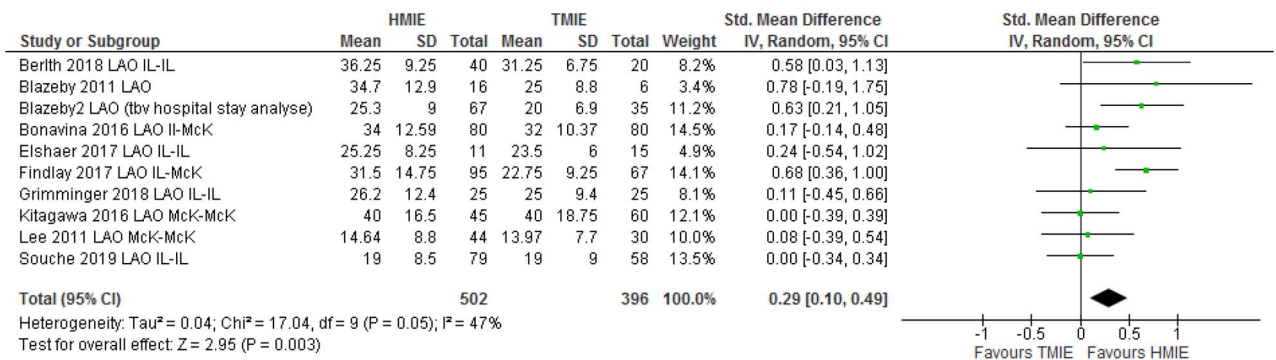 HMIE TMIE Std. Mean Difference Std. Mean Difference
Study or Subgroup Mean SD Total Mean SD Total Weight IV, Random, 95% CI IV, Random, 95% CI
Berlth 2018 LAO IL-IL 36.25 9.25 40 31.25 6.75 20 8.2% 0.58 [0.03, 1.13]
Blazeby 2011 LAO 34.7 12.9 16 25 8.8 6 3.4% 0.78 [-0.19, 1.75]
Blazeby2 LAO (tbv hospital stay analyse) 25.3 9 67 20 6.9 35 11.2% 0.63 [0.21, 1.05]
Bonavina 2016 LAO Il-McK 34 12.59 80 32 10.37 80 14.5% 0.17 [-0.14, 0.48]
Elshaer 2017 LAO IL-IL 25.25 8.25 11 23.5 6 15 4.9% 0.24 [-0.54, 1.02]
Findlay 2017 LAO IL-McK 31.5 14.75 95 22.75 9.25 67 14.1% 0.68 [0.36, 1.00]
Grimminger 2018 LAO IL-IL 26.2 12.4 25 25 9.4 25 8.1% 0.11 [-0.45, 0.66]
Kitagawa 2016 LAO McK-McK 40 16.5 45 40 18.75 60 12.1% 0.00 [-0.39, 0.39]
Lee 2011 LAO McK-McK 14.64 8.8 44 13.97 7.7 30 10.0% 0.08 [-0.39, 0.54]
Souche 2019 LAO IL-IL 19 8.5 79 19 9 58 13.5% 0.00 [-0.34, 0.34]
Total (95% CI) 502 396 100.0% 0.29 [0.10, 0.49]
Heterogeneity: Tau² = 0.04; Chi² = 17.04, df = 9 (P = 0.05); I² = 47%
Test for overall effect: Z = 2.95 (P = 0.003)
-1 -0.5 0 0.5 1
Favours TMIE Favours HMIE